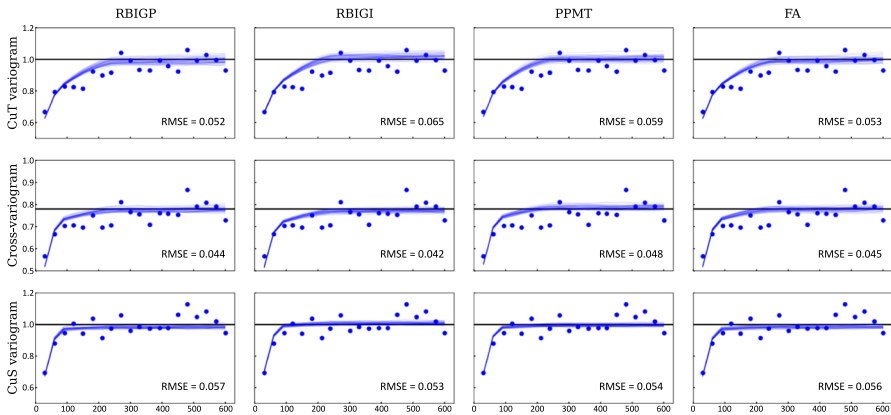 RBIGP RBIGI PPMT FA
CuT variogram
1.2
1.0
0.8
0.6
RMSE = 0.052
RMSE = 0.065
RMSE = 0.059
RMSE = 0.053
Cross-variogram
1.0
0.9
0.8
0.7
0.6
0.5
RMSE = 0.044
RMSE = 0.042
RMSE = 0.048
RMSE = 0.045
CuS variogram
1.2
1.0
0.8
0.6
RMSE = 0.057
RMSE = 0.053
RMSE = 0.054
RMSE = 0.056
0 100 200 300 400 500 600
0 100 200 300 400 500 600
0 100 200 300 400 500 600
0 100 200 300 400 500 600